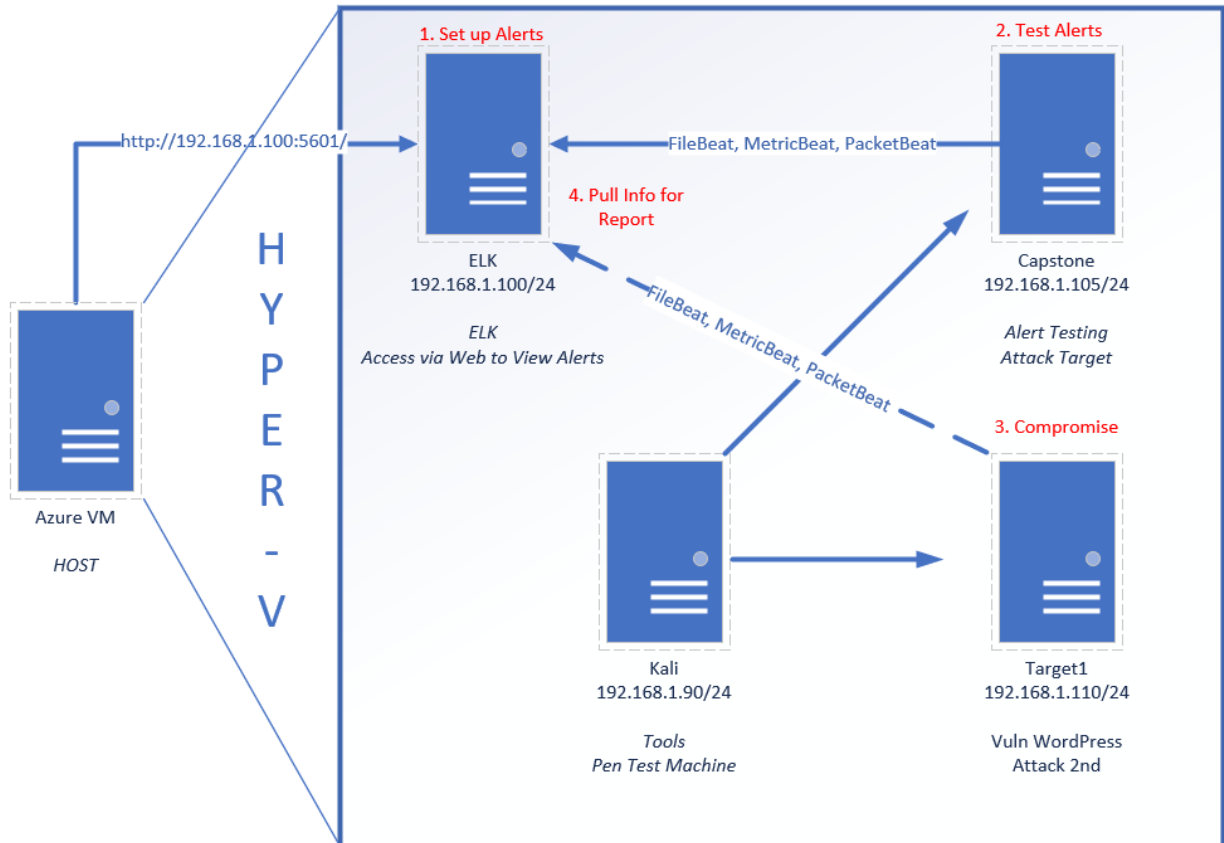 1. Set up Alerts
2. Test Alerts
http://192.168.1.100:5601/
FileBeat, MetricBeat, PacketBeat
4. Pull Info for
Report
ELK
192.168.1.100/24
ELK
Access via Web to View Alerts
Capstone
192.168.1.105/24
Alert Testing
Attack Target
H
Y
P
E
R
-
V
FileBeat, MetricBeat, PacketBeat
3. Compromise
Azure VM
HOST
Kali
192.168.1.90/24
Tools
Pen Test Machine
Target1
192.168.1.110/24
Vuln WordPress
Attack 2nd